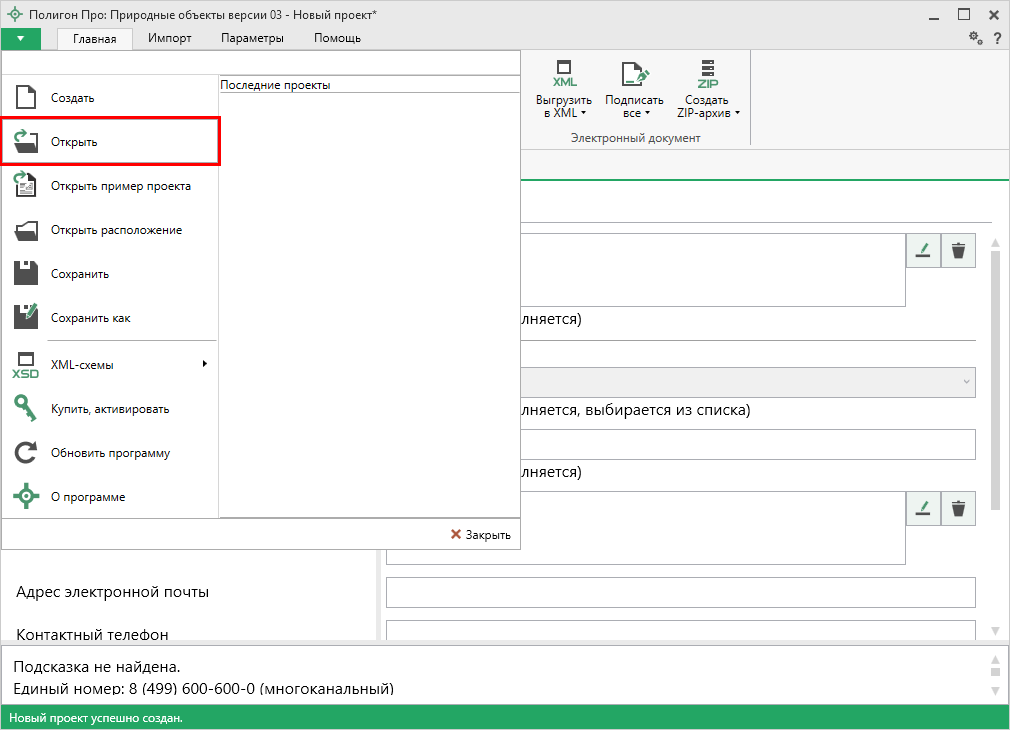 Полигон Про: Природные объекты версии 03 - Новый проект*
Главная
Импорт
Параметры
Помощь
?
Последние проекты
Создать
Открыть
Открыть пример проекта
Открыть расположение
Сохранить
Сохранить как
XSD
XML-схемы
Купить, активировать
Обновить программу
О программе
Закрыть
XML
Выгрузить
в XML
Подписать
все
ZIP
Создать
ZIP-архив
Электронный документ
лняется)
лняется, выбирается из списка)
лняется)
Адрес электронной почты
Контактный телефон
Подсказка не найдена.
Единый номер: 8 (499) 600-600-0 (многоканальный)
Новый проект успешно создан.